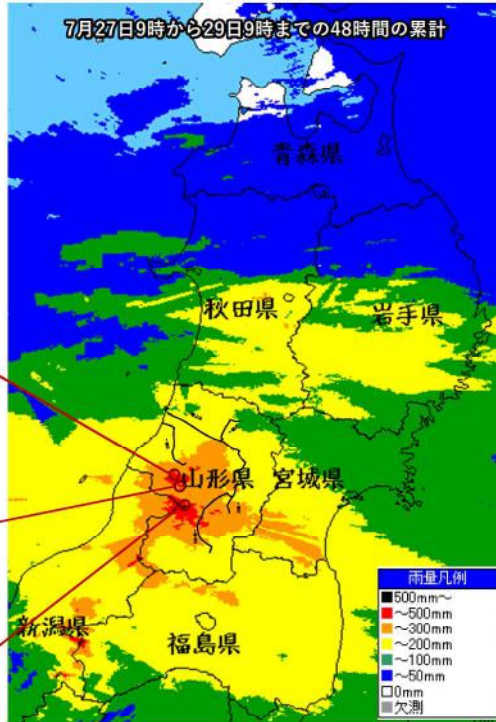 7月27日9時から29日9時までの48時間の累計
青森県
秋田県
岩手県
山形県
宮城県
新潟県
福島県
雨量凡例
500mm～
～500mm
～300mm
～200mm
～100mm
～50mm
0mm
欠測